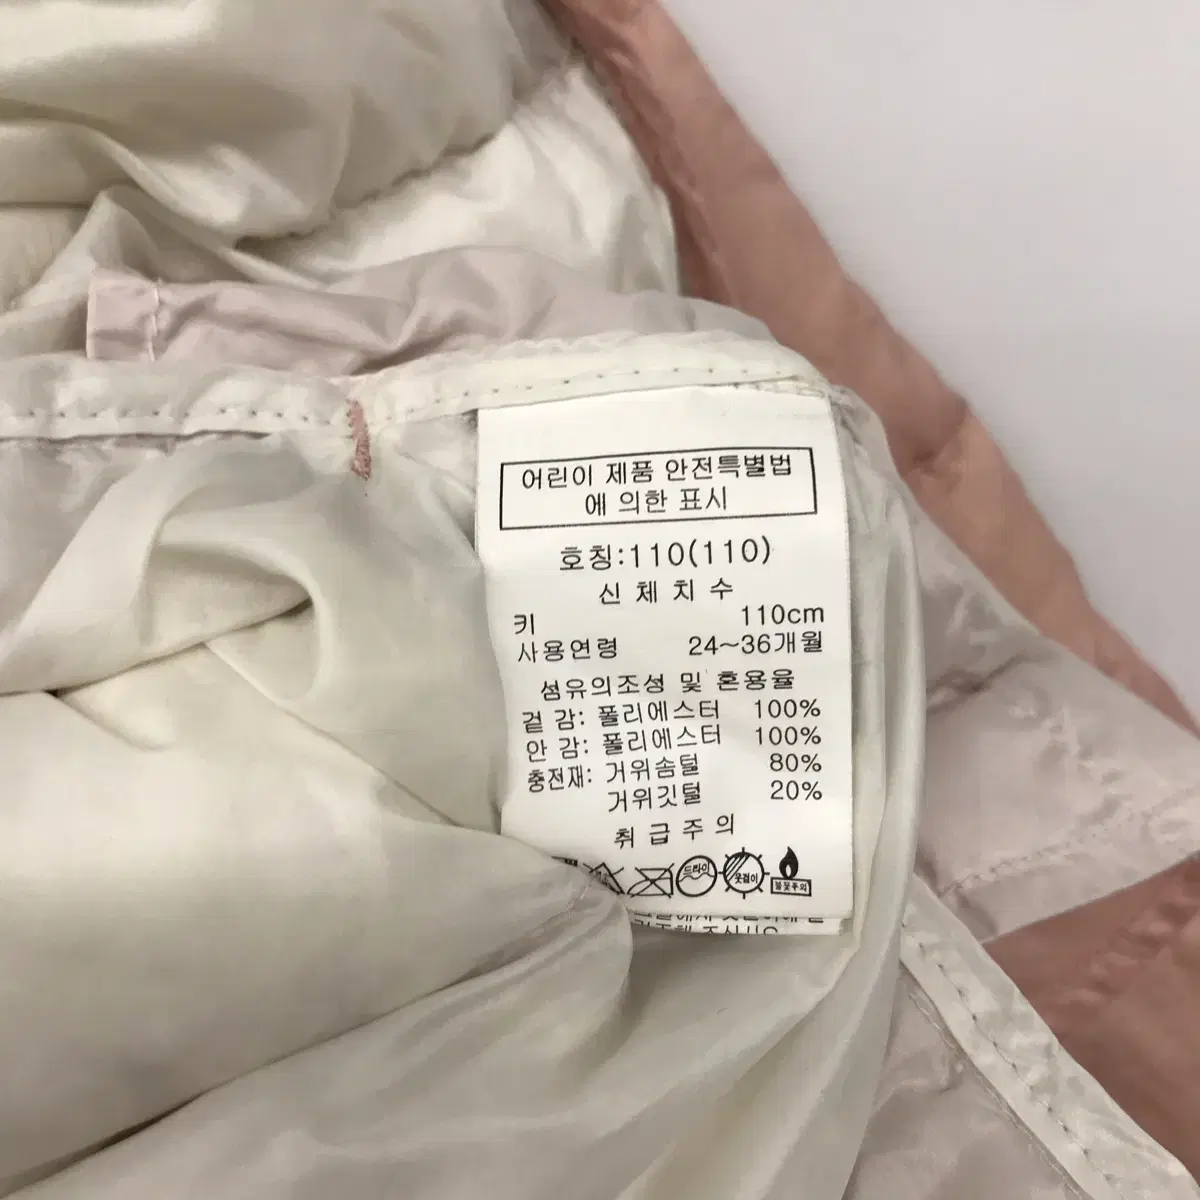 어린이 제품 안전특별법
에 의한 표시
호칭:110(110)
신 체 치 수
키 110cm
사용연령 24~36개월
섬유의조성 및 혼용율
겉 감: 폴리에스터 100%
안 감: 폴리에스터 100%
충전재: 거위솜털 80%
거위깃털 20%
취 급 주 의
드라이 옷걸이 불꽃주의